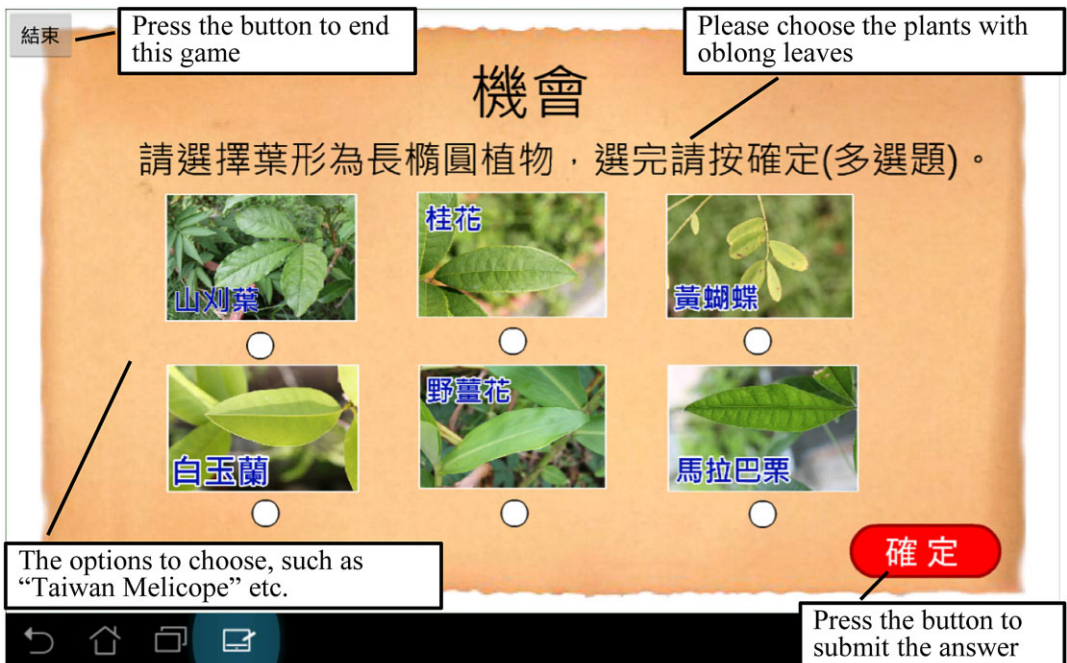 結束
Press the button to end
this game
Please choose the plants with
oblong leaves
機會
請選擇葉形為長橢圓植物，選完請按確定(多選題)。
山刈葉
桂花
黃蝴蝶
白玉蘭
野薑花
馬拉巴栗
The options to choose, such as
“Taiwan Melicope” etc.
確定
Press the button to
submit the answer